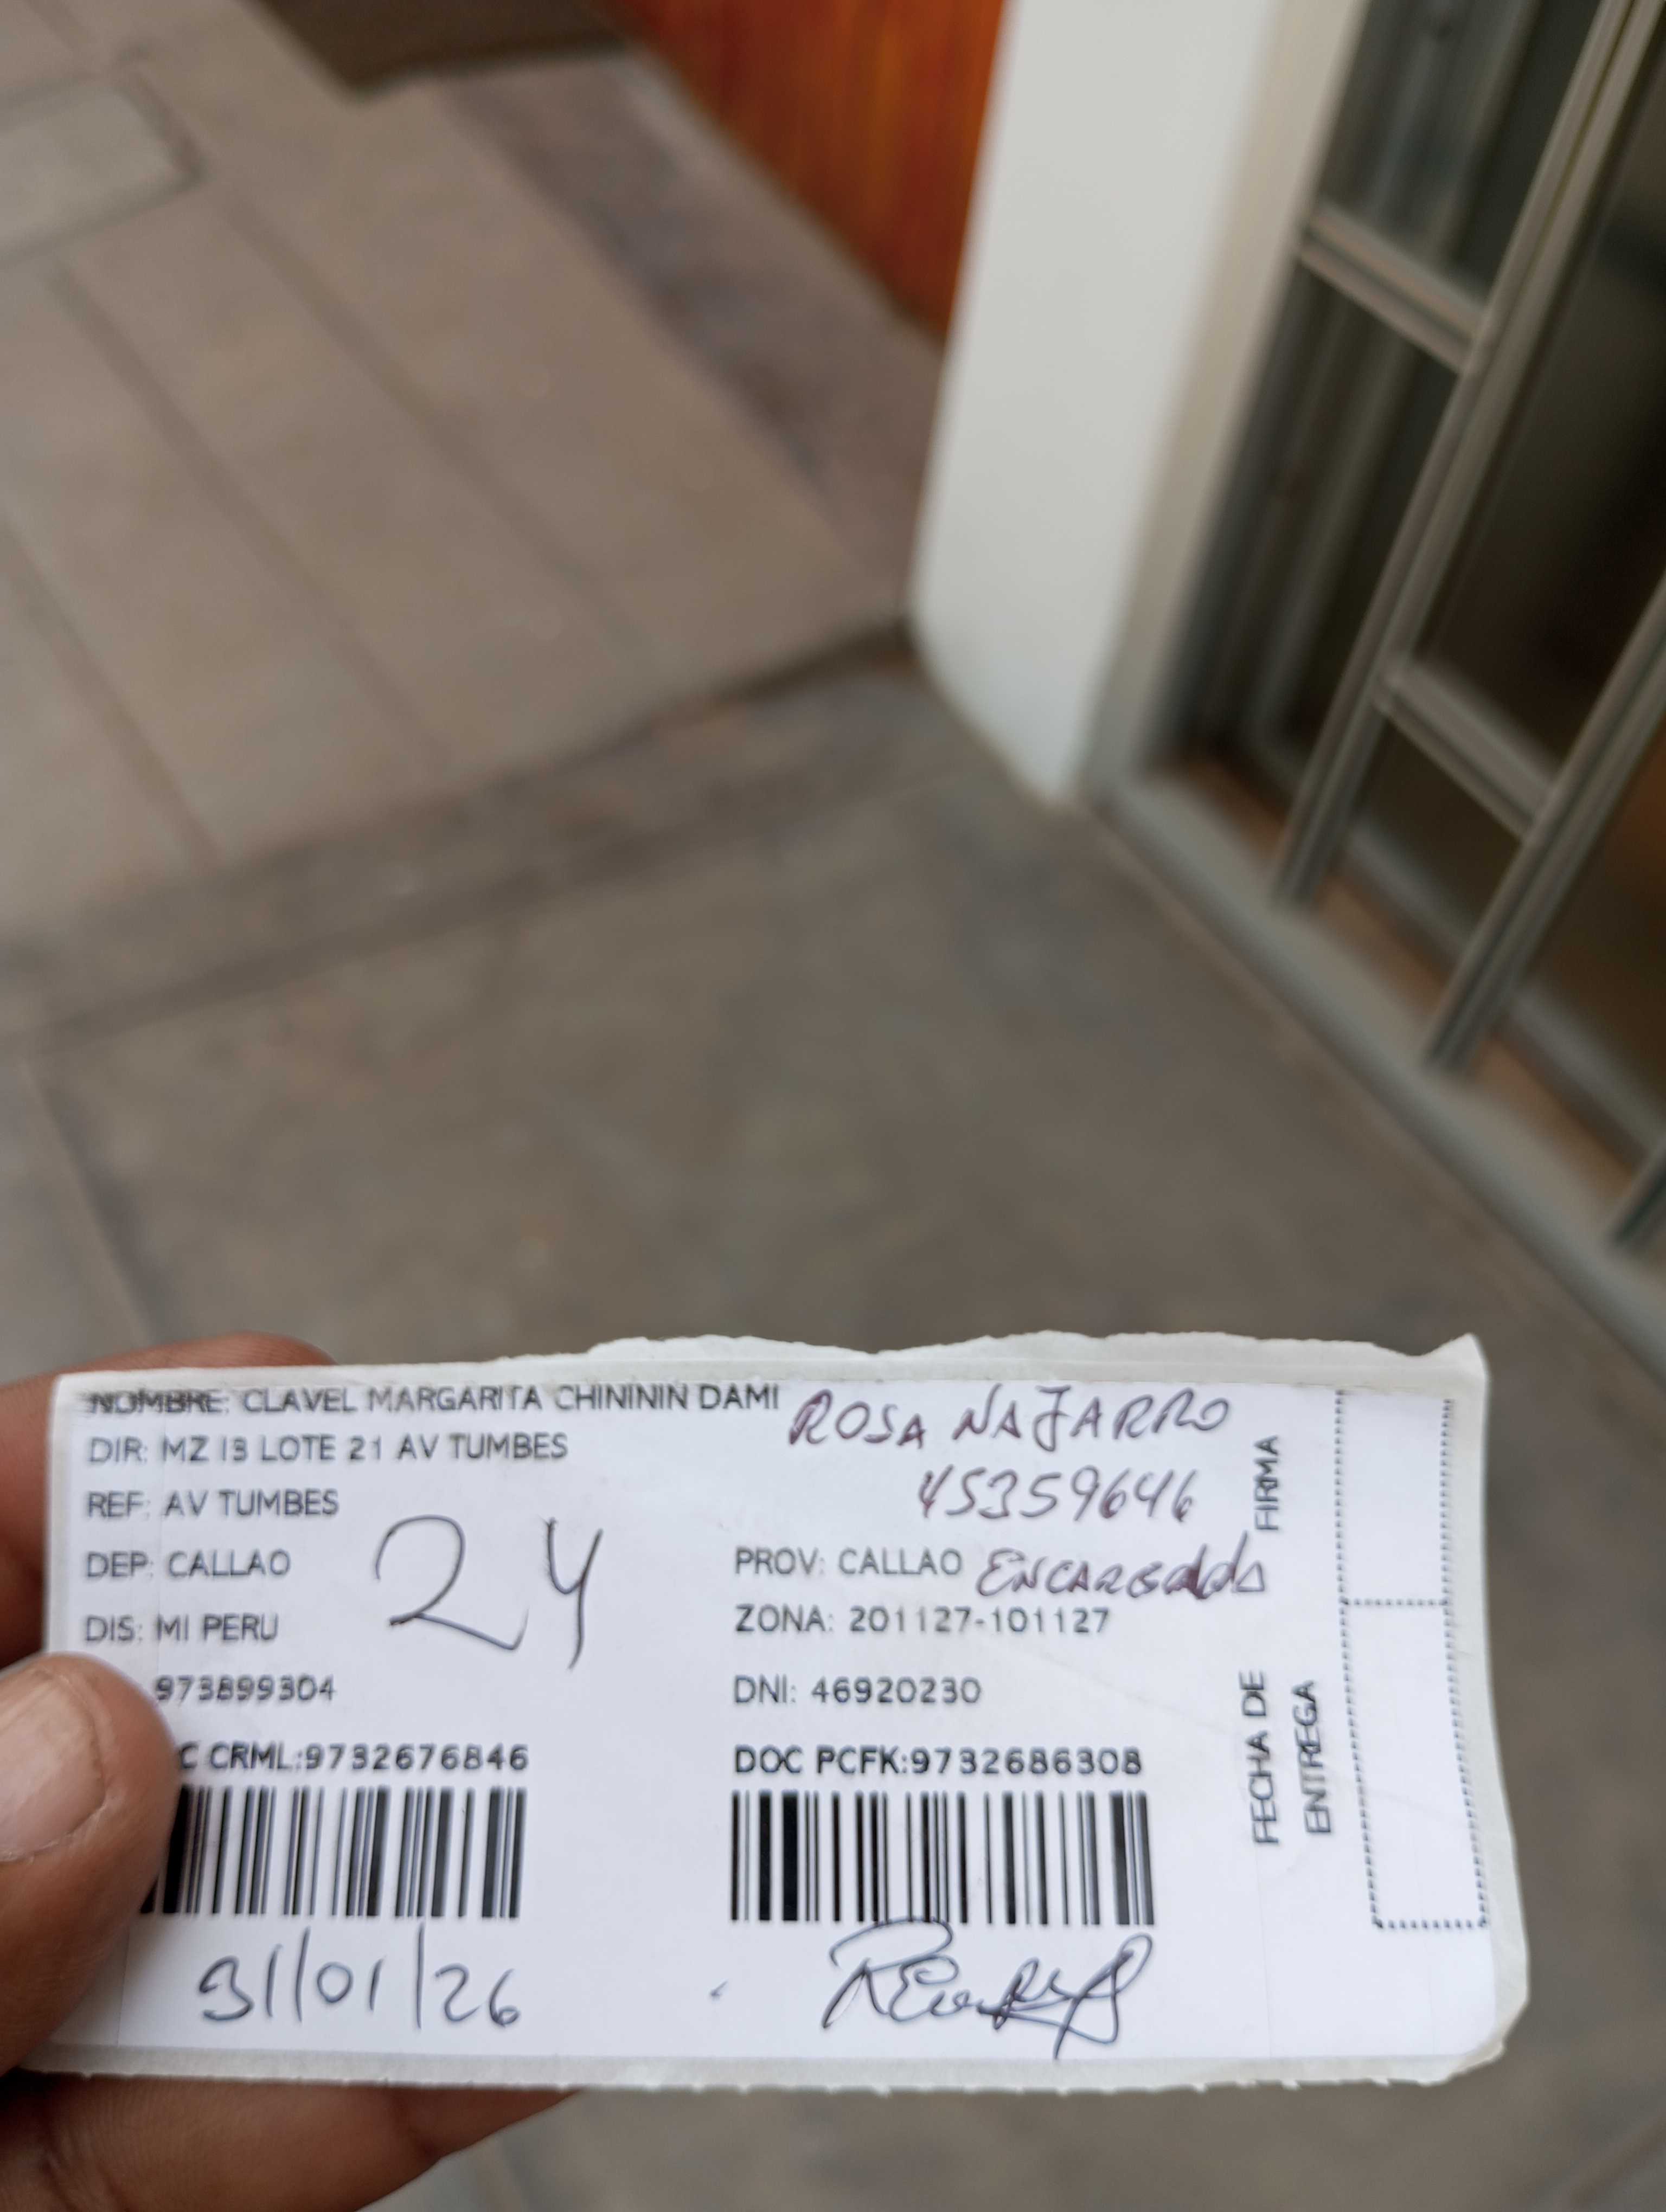 NOMBRE: CLAVEL MARGARITA CHINININ DAMI
ROSA NAJARRO
DIR: MZ I3 LOTE 21 AV TUMBES
45359646
REF: AV TUMBES
24
DEP: CALLAO
PROV: CALLAO
ENCARGADA
DIS: MI PERU
ZONA: 201127-101127
973899304
DNI: 46920230
C CRML:9732676846
DOC PCFK:9732686308
31/01/26
FIRMA
FECHA DE
ENTREGA